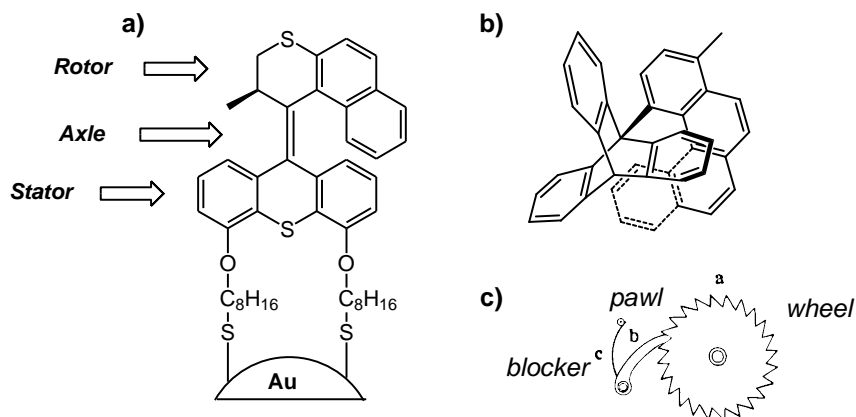 a)
Rotor
Axle
Stator
S
S
O
O
C8H16
C8H16
S
S
Au
b)
c)
pawl
wheel
blocker
a
b
c